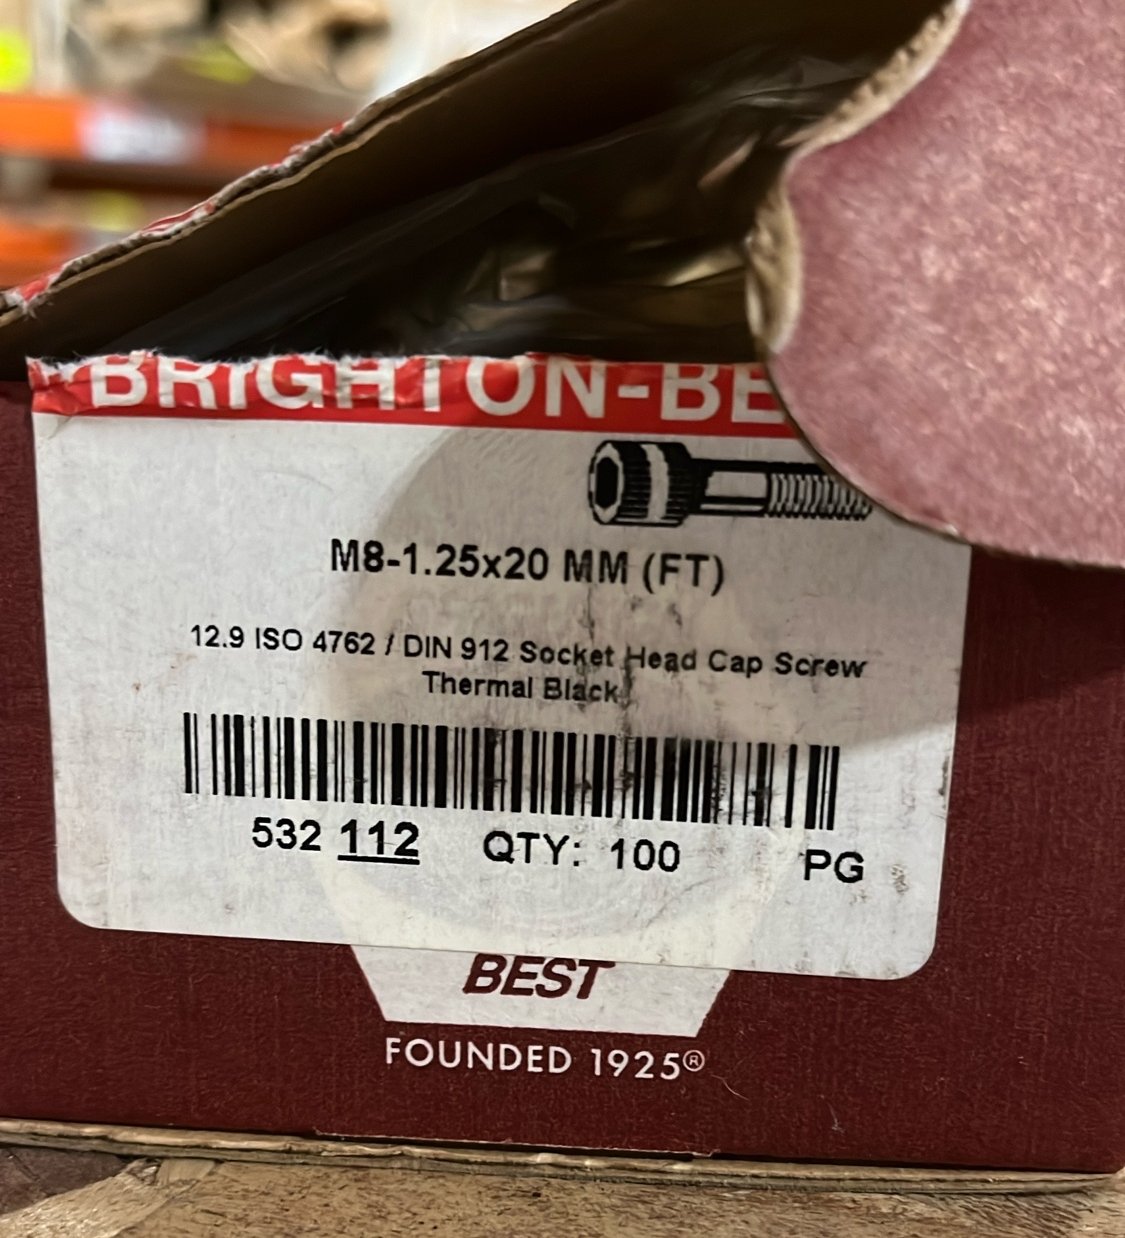 BRIGHTON-BE
M8-1.25x20 MM (FT)
12.9 ISO 4762 / DIN 912 Socket Head Cap Screw
Thermal Black
532 112 QTY: 100 PG
BEST
FOUNDED 1925®